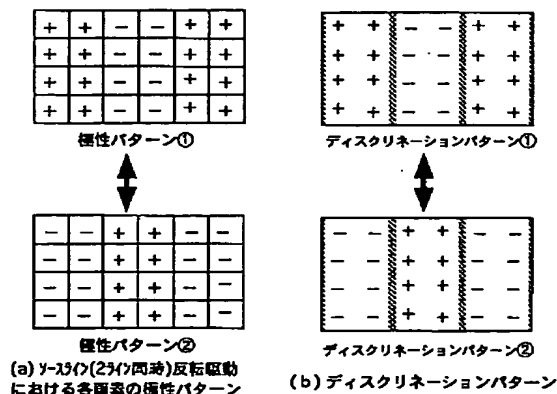 + + － － + +
+ + － － + +
+ + － － + +
+ + － － + +
極性パターン①
－ － + + － －
－ － + + － －
－ － + + － －
－ － + + － －
極性パターン②
(a) ソースライン(2ライン同時)反転駆動
における各画素の極性パターン
+ + － － + +
+ + － － + +
+ + － － + +
+ + － － + +
ディスクリネーションパターン①
－ － + + － －
－ － + + － －
－ － + + － －
－ － + + － －
ディスクリネーションパターン②
(b) ディスクリネーションパターン